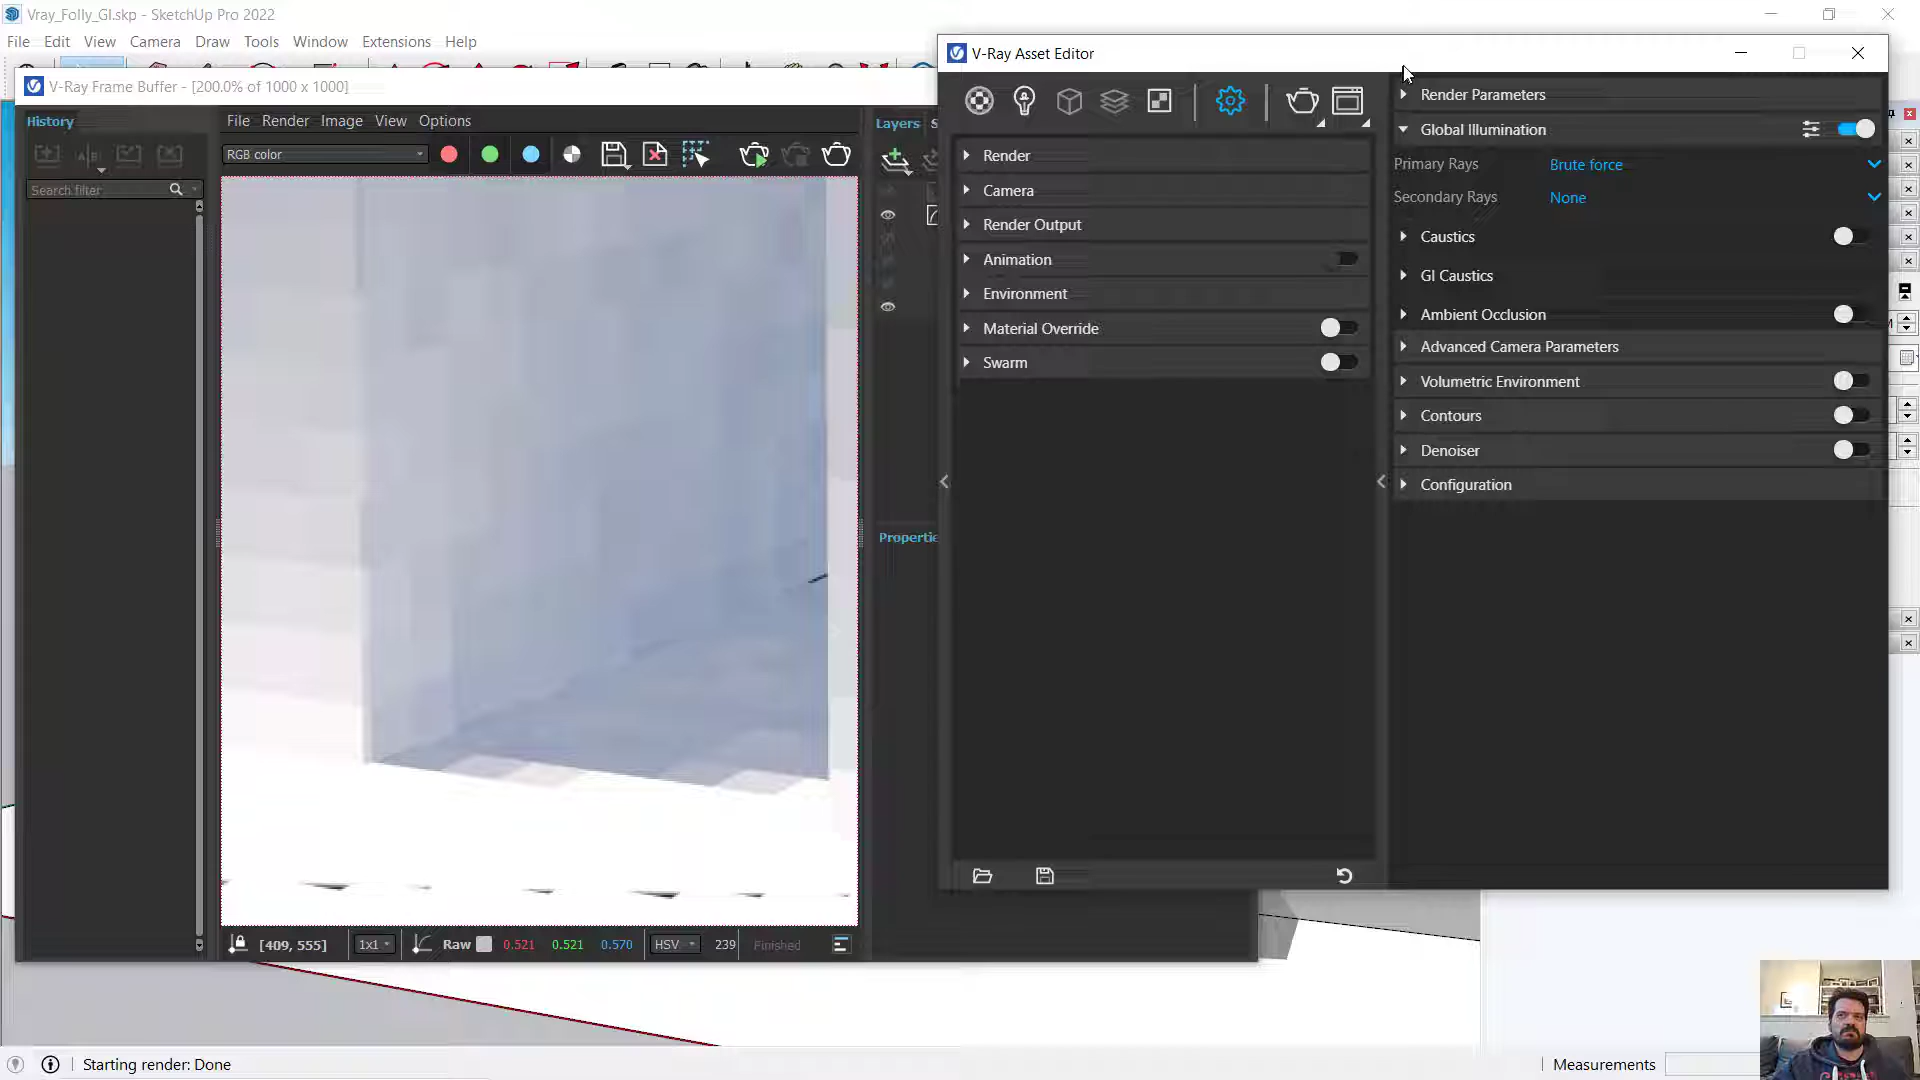 Vray_Folly_GI.skp - SketchUp Pro 2022
File Edit View Camera Draw Tools Window Extensions Help
V-Ray Frame Buffer - [200.0% of 1000 x 1000]
History
Search filter
File Render Image View Options
RGB color
Layers S
Propertie
[409, 555] 1x1 Raw 0.521 0.521 0.570 HSV 239 Finished
V-Ray Asset Editor
Render
Camera
Render Output
Animation
Environment
Material Override
Swarm
Render Parameters
Global Illumination
Primary Rays Brute force
Secondary Rays None
Caustics
GI Caustics
Ambient Occlusion
Advanced Camera Parameters
Volumetric Environment
Contours
Denoiser
Configuration
Starting render: Done
Measurements